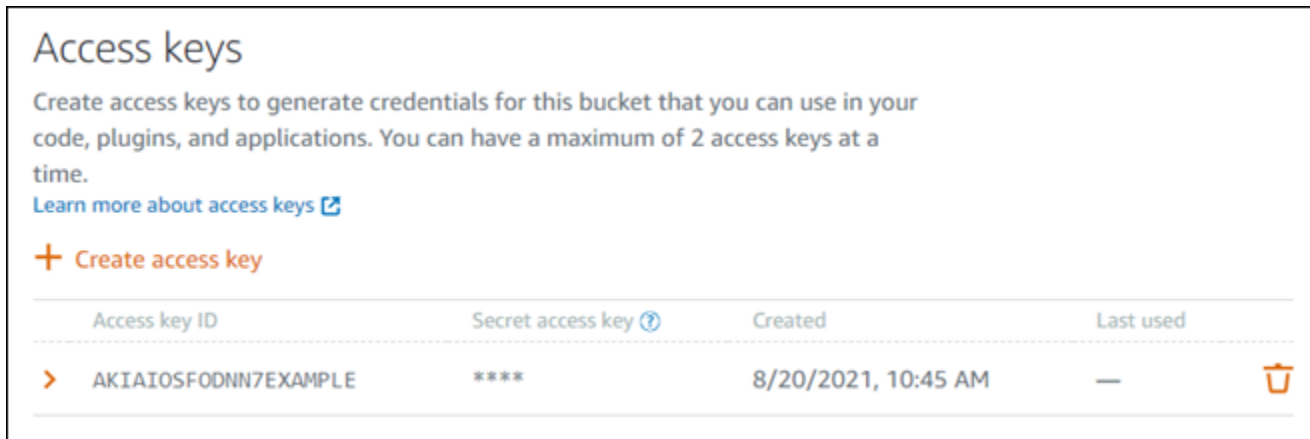 Access keys
Create access keys to generate credentials for this bucket that you can use in your
code, plugins, and applications. You can have a maximum of 2 access keys at a
time.
Learn more about access keys
+ Create access key
Access key ID Secret access key ? Created Last used
> AKIAIOSFODNN7EXAMPLE **** 8/20/2021, 10:45 AM —